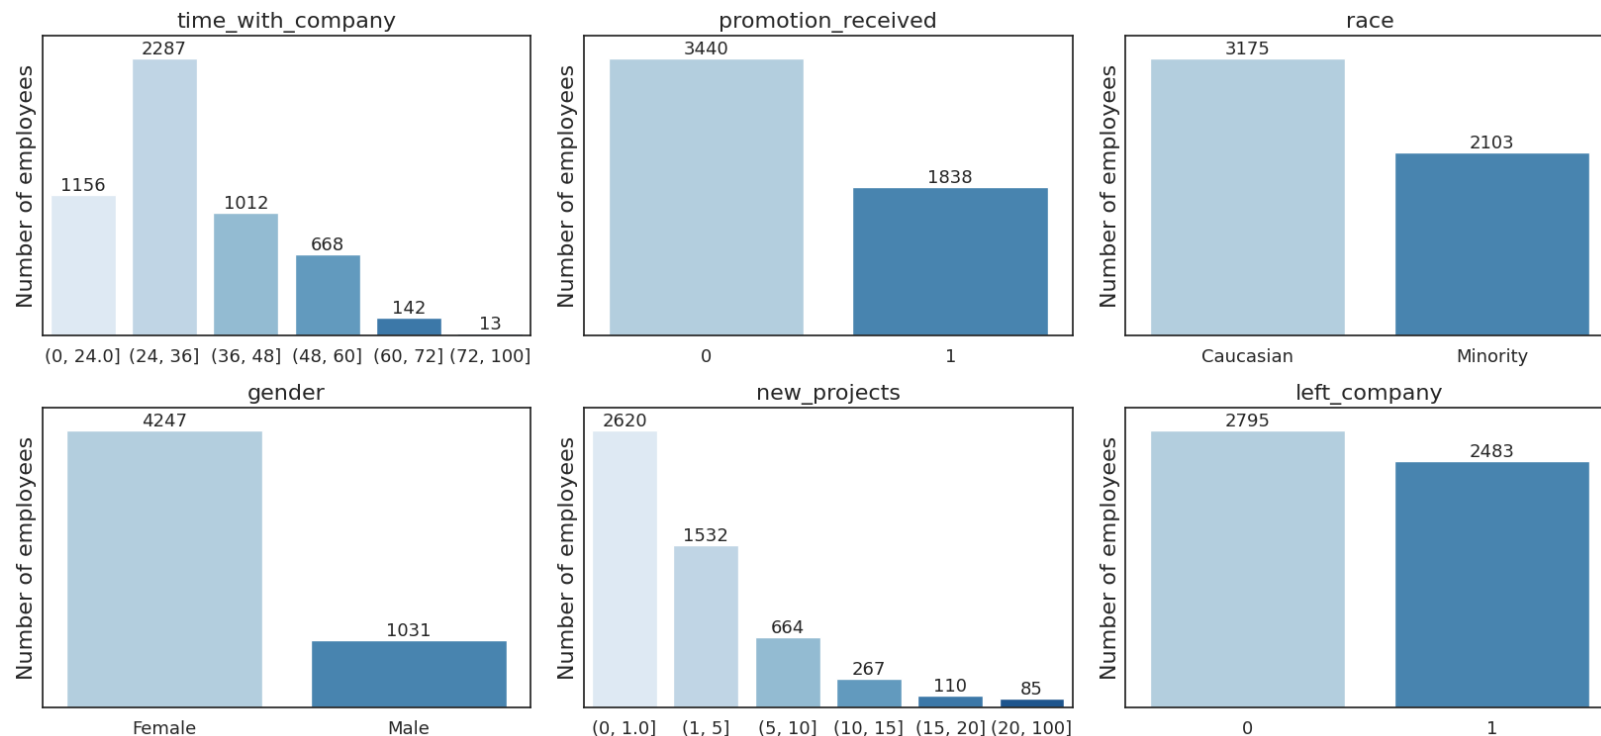 time_with_company
Number of employees
1156
2287
1012
668
142
13
(0, 24.0] (24, 36] (36, 48] (48, 60] (60, 72] (72, 100]
promotion_received
Number of employees
3440
1838
0 1
race
Number of employees
3175
2103
Caucasian Minority
gender
Number of employees
4247
1031
Female Male
new_projects
Number of employees
2620
1532
664
267
110
85
(0, 1.0] (1, 5] (5, 10] (10, 15] (15, 20] (20, 100]
left_company
Number of employees
2795
2483
0 1